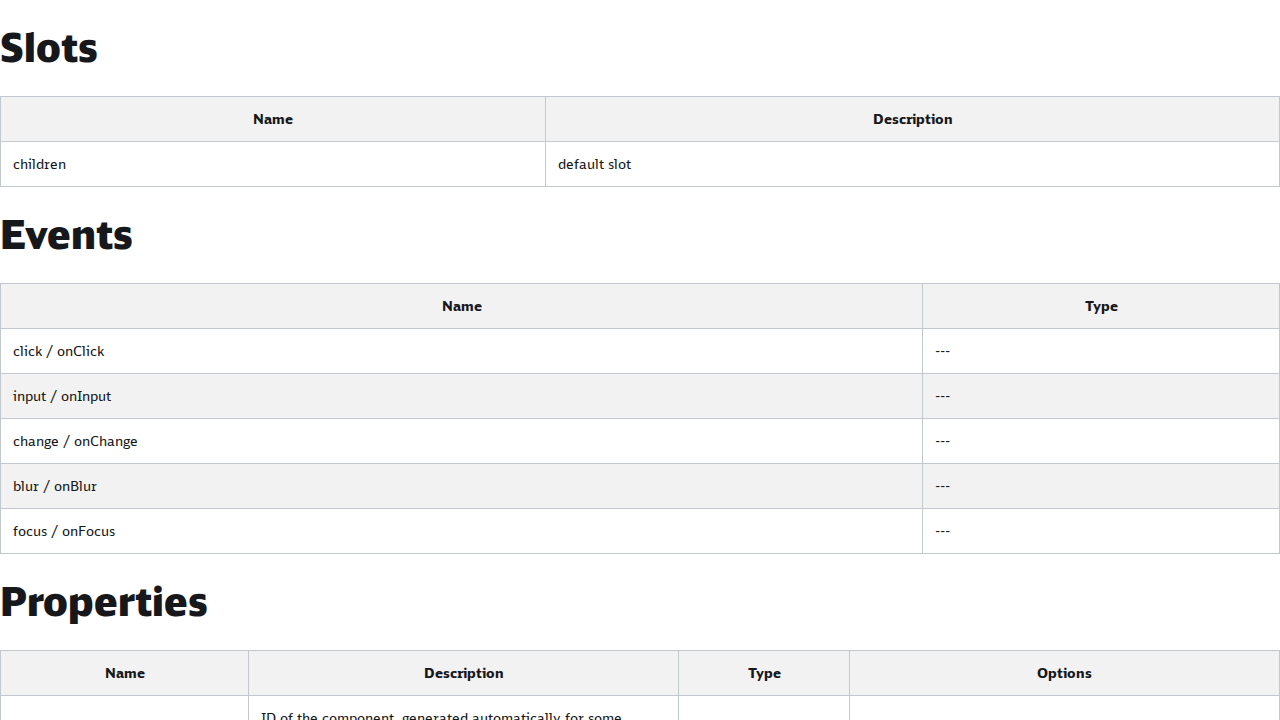 Slots
Name Description
children default slot
Events
Name Type
click / onClick ---
input / onInput ---
change / onChange ---
blur / onBlur ---
focus / onFocus ---
Properties
Name Description Type Options
ID of the component, generated automatically for some